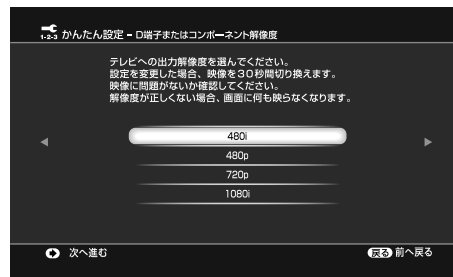 1-2-3 かんたん設定 - D端子またはコンポーネント解像度
テレビへの出力解像度を選んでください。
設定を変更した場合、映像を30秒間切り換えます。
映像に問題がないか確認してください。
解像度が正しくない場合、画面に何も映らなくなります。
480i
480p
720p
1080i
次へ進む
戻る 前へ戻る